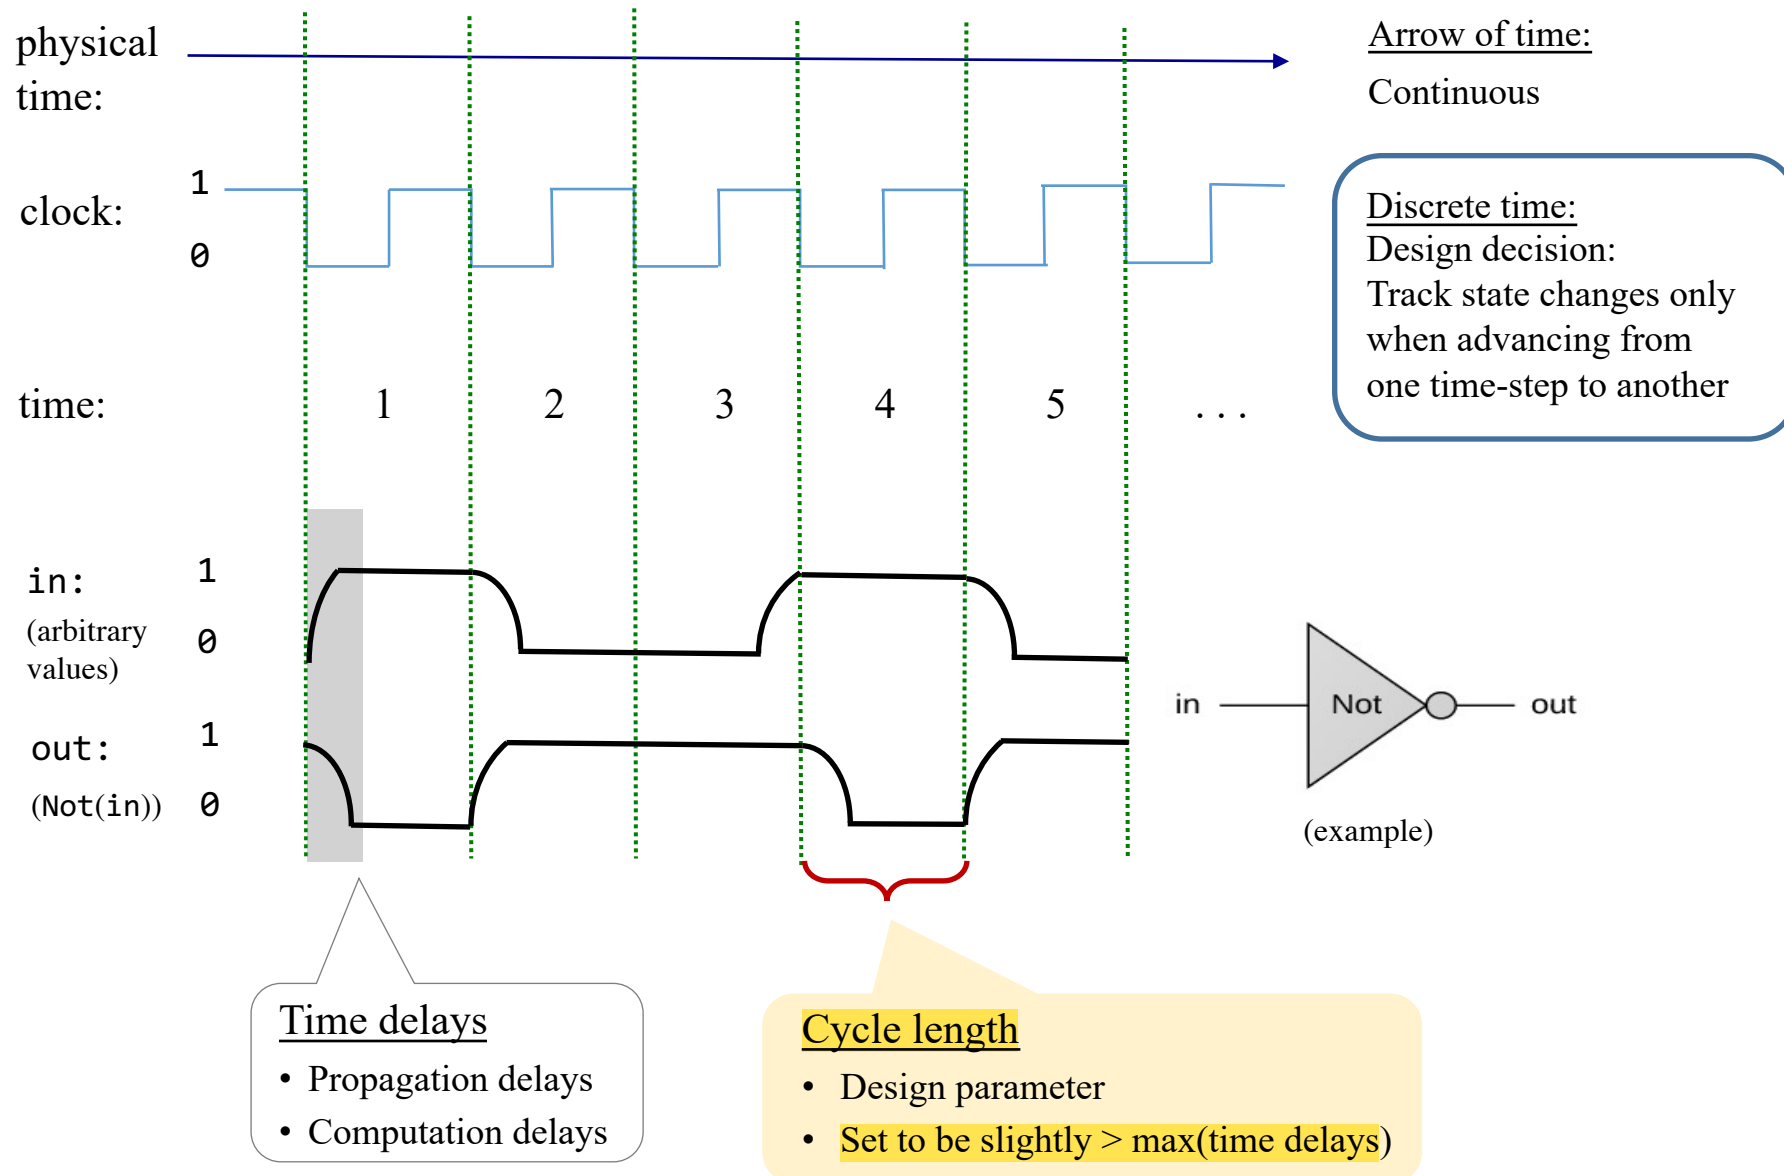 physical
time:
Arrow of time:
Continuous
clock:
1
0
Discrete time:
Design decision:
Track state changes only
when advancing from
one time-step to another
time:
1 2 3 4 5 . . .
in:
(arbitrary
values)
1
0
out:
(Not(in))
1
0
in Not out
(example)
Time delays
• Propagation delays
• Computation delays
Cycle length
• Design parameter
• Set to be slightly > max(time delays)